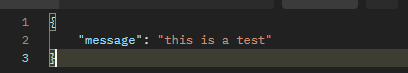 1 {
2     "message": "this is a test"
3 }